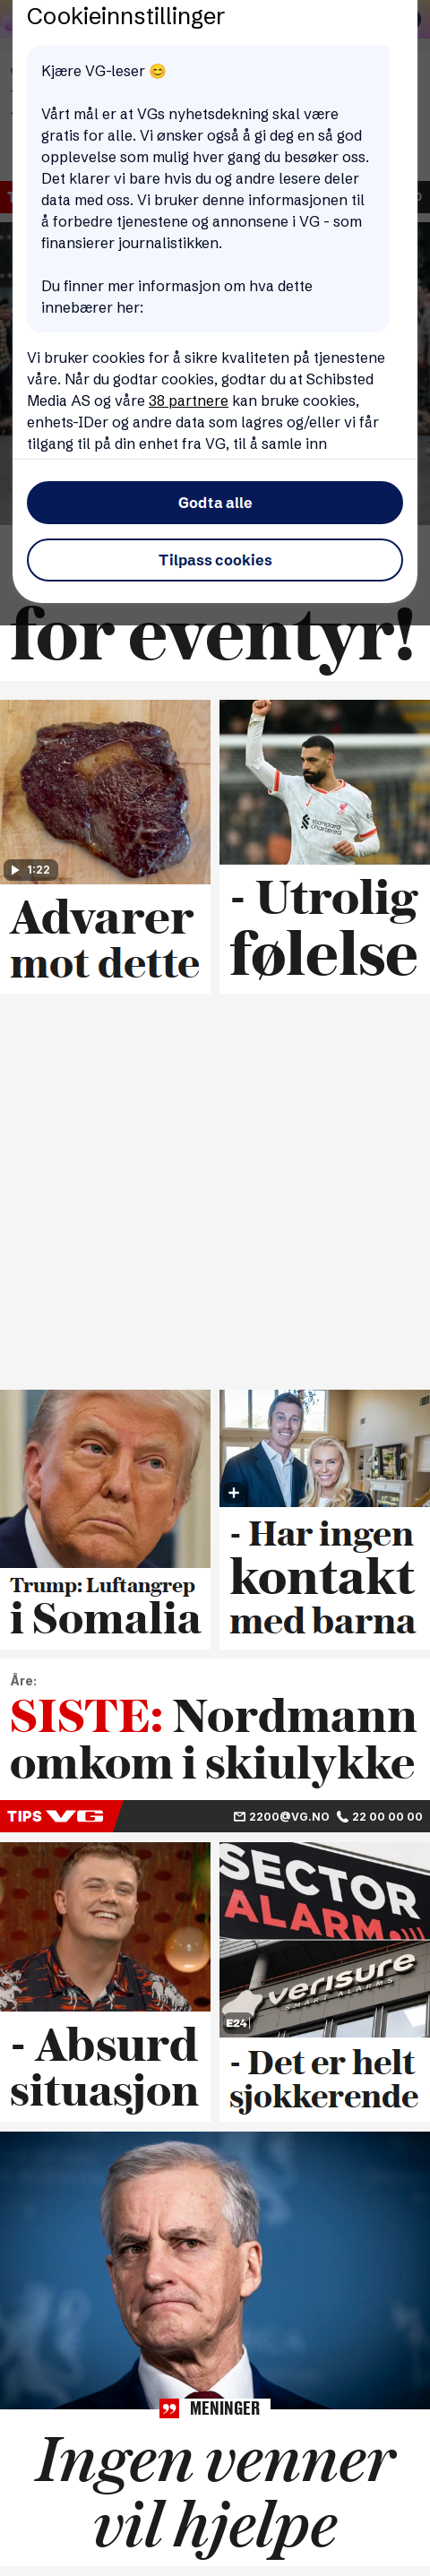 Cookieinnstillinger
Kjære VG-leser 😊
Vårt mål er at VGs nyhetsdekning skal være
gratis for alle. Vi ønsker også å gi deg en så god
opplevelse som mulig hver gang du besøker oss.
Det klarer vi bare hvis du og andre lesere deler
data med oss. Vi bruker denne informasjonen til
å forbedre tjenestene og annonsene i VG - som
finansierer journalistikken.
Du finner mer informasjon om hva dette
innebærer her:
Vi bruker cookies for å sikre kvaliteten på tjenestene
våre. Når du godtar cookies, godtar du at Schibsted
Media AS og våre 38 partnere kan bruke cookies,
enhets-IDer og andre data som lagres og/eller vi får
tilgang til på din enhet fra VG, til å samle inn
Godta alle
Tilpass cookies
for eventyr!
1:22
Advarer
mot dette
standard
chartered
- Utrolig
følelse
Trump: Luftangrep
i Somalia
- Har ingen
kontakt
med barna
Åre:
SISTE: Nordmann
omkom i skiulykke
TIPS VG 2200@VG.NO 22 00 00 00
- Absurd
situasjon
SECTOR
ALARM
verisure
SMART ALARMS
E24
- Det er helt
sjokkerende
MENINGER
Ingen venner
vil hjelpe